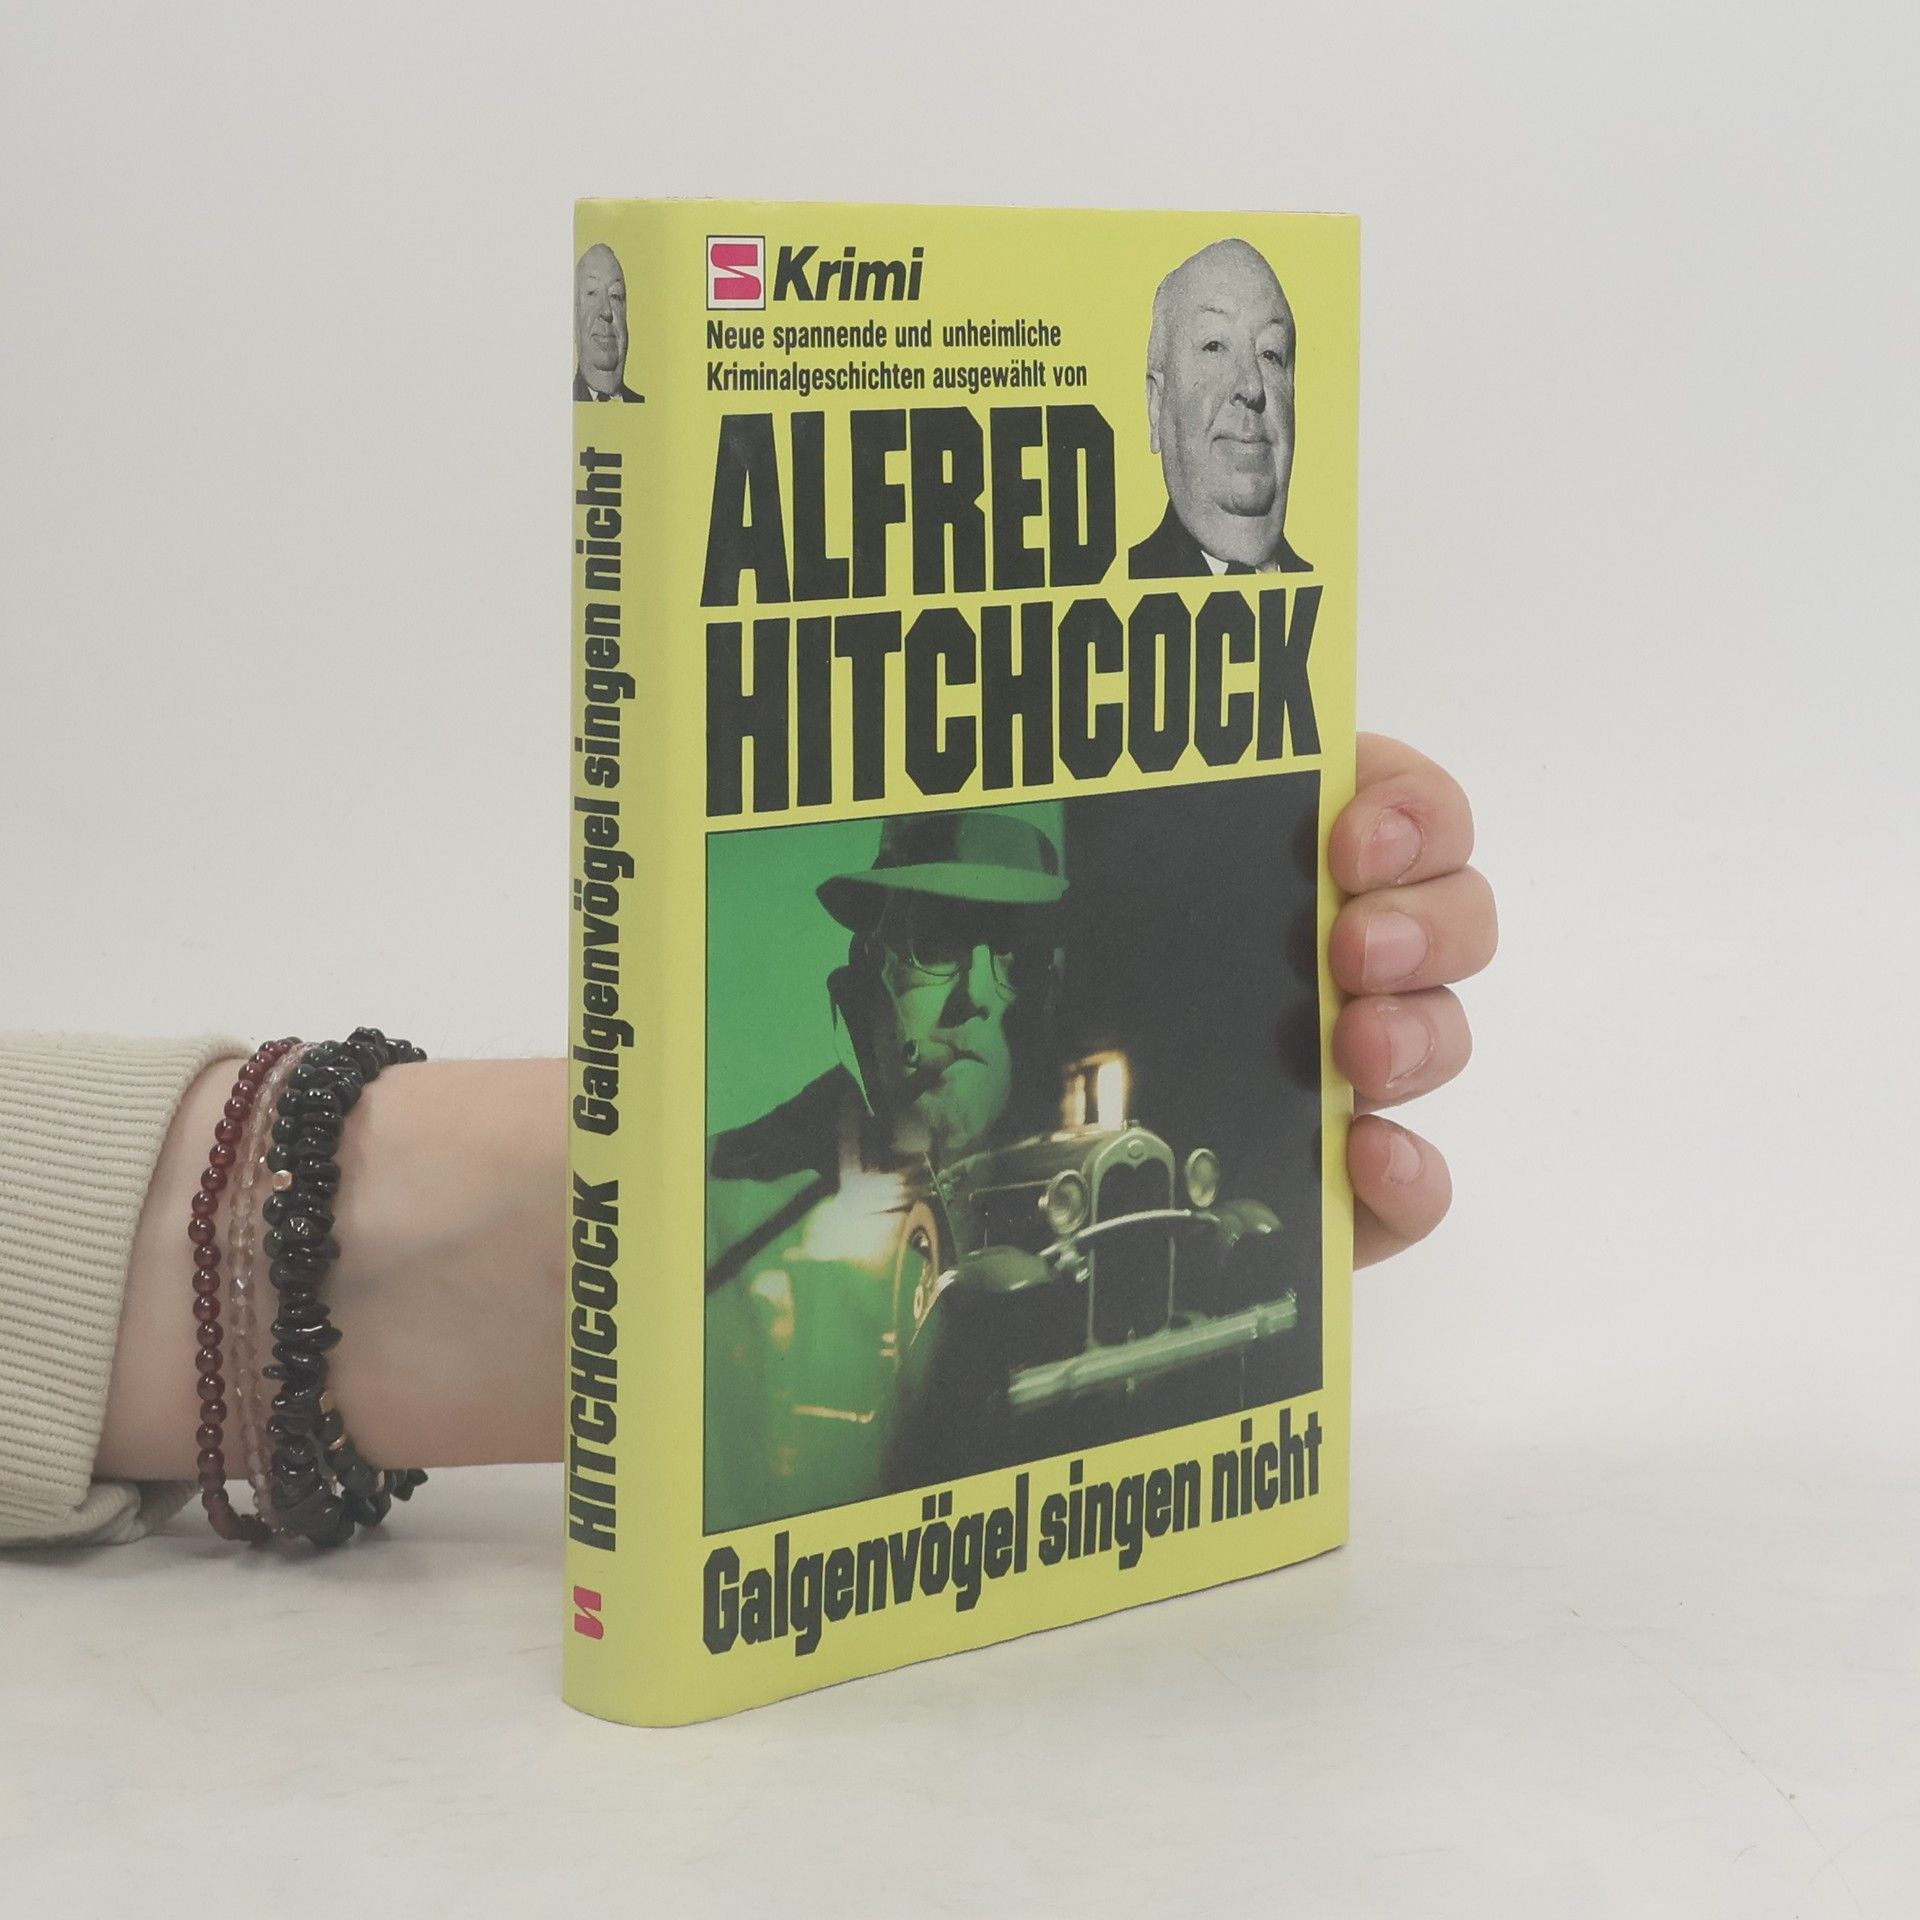 Krimi
Neue spannende und unheimliche
Kriminalgeschichten ausgewählt von
ALFRED
HITCHCOCK
Galgenvögel singen nicht
HITCHCOCK Galgenvögel singen nicht